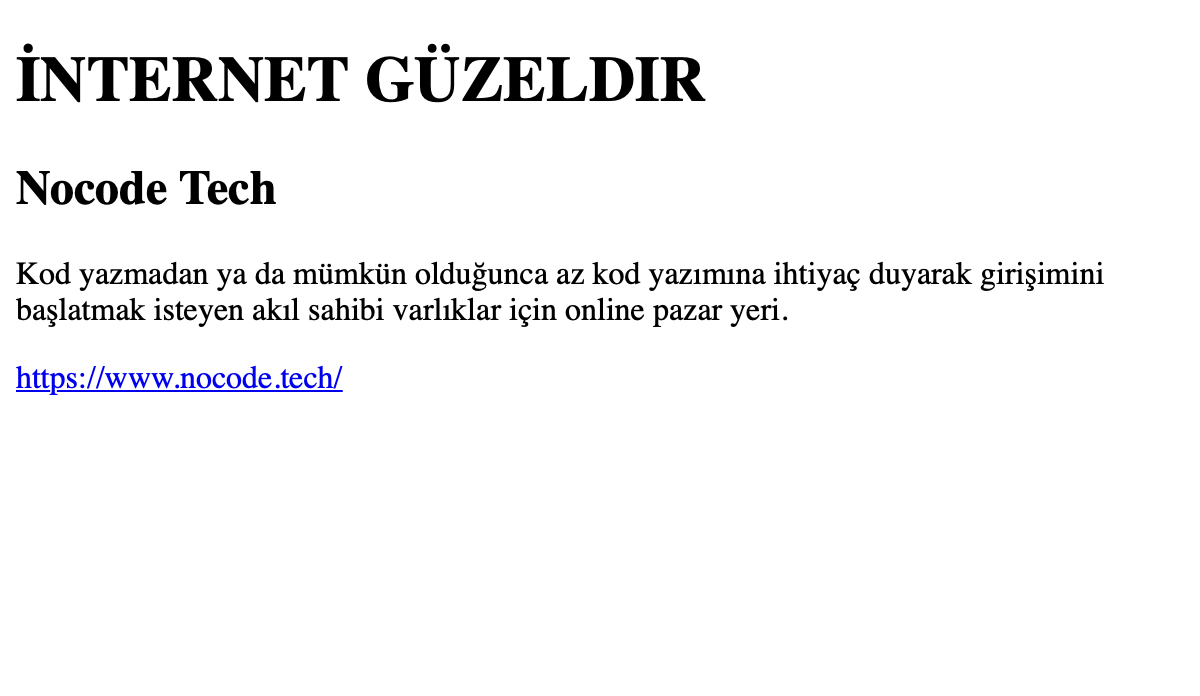 İNTERNET GÜZELDIR
Nocode Tech
Kod yazmadan ya da mümkün olduğunca az kod yazımına ihtiyaç duyarak girişimini
başlatmak isteyen akıl sahibi varlıklar için online pazar yeri.
https://www.nocode.tech/